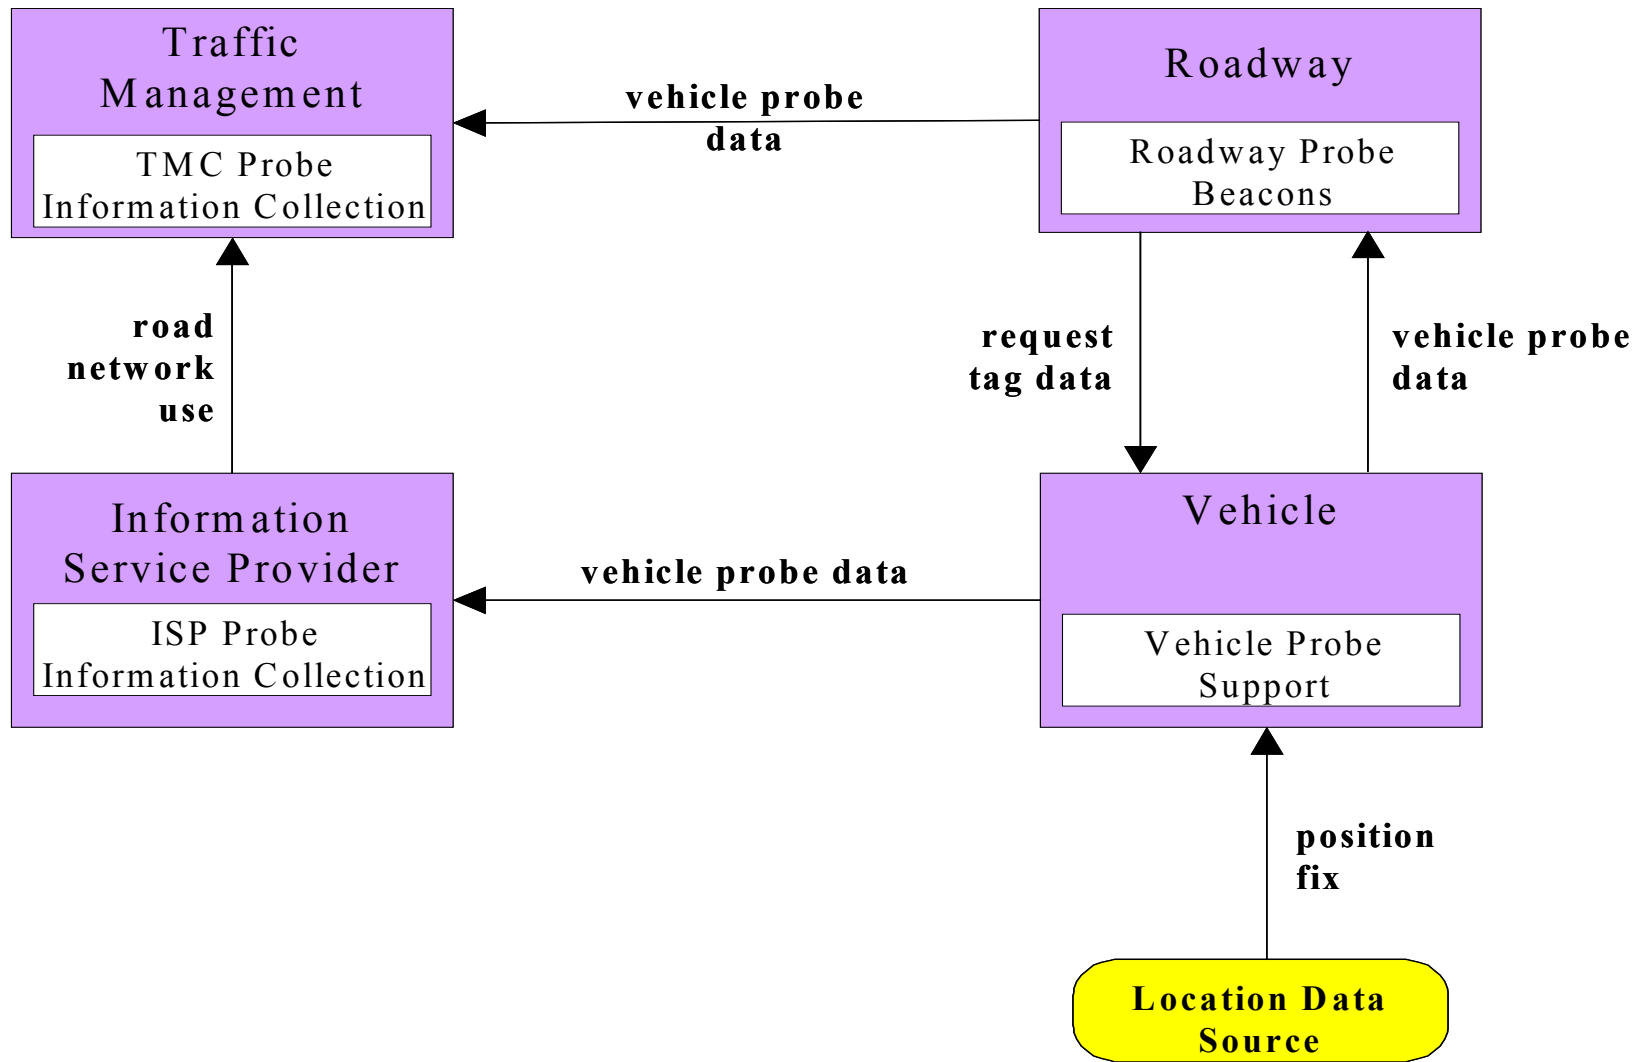 Traffic
Management
TMC Probe
Information Collection
vehicle probe
data
Roadway
Roadway Probe
Beacons
road
network
use
request
tag data
vehicle probe
data
Information
Service Provider
ISP Probe
Information Collection
vehicle probe data
Vehicle
Vehicle Probe
Support
position
fix
Location Data
Source